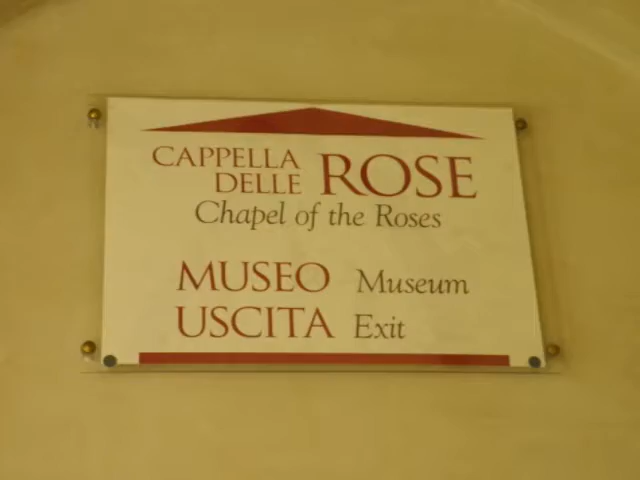 CAPPELLA
DELLE ROSE
Chapel of the Roses
MUSEO Museum
USCITA Exit